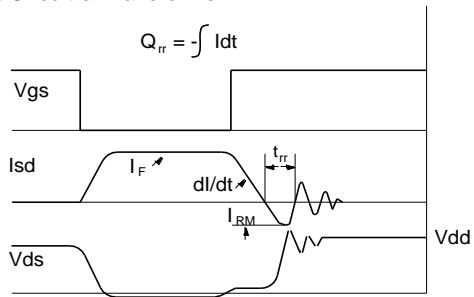 Q_rr = -∫ Idt
Vgs
Isd
I_F
t_rr
dI/dt
I_RM
Vdd
Vds